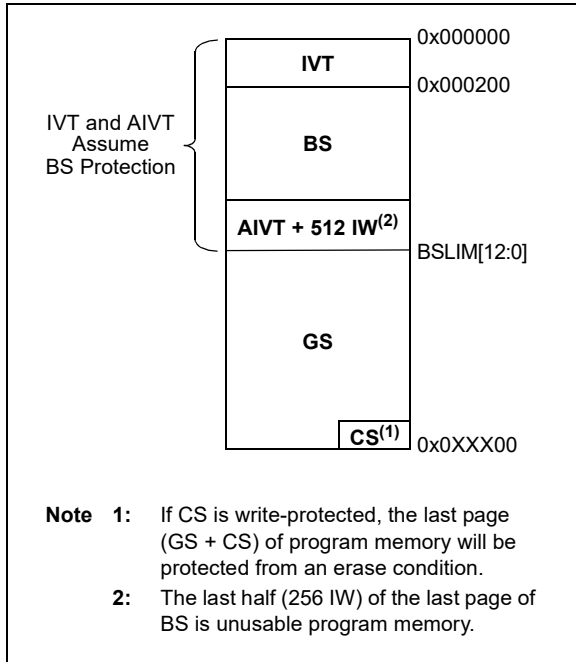 0x000000
IVT
0x000200
IVT and AIVT
Assume
BS Protection
BS
AIVT + 512 IW(2)
BSLIM[12:0]
GS
CS(1)
0x0XXX00
Note 1: If CS is write-protected, the last page
(GS + CS) of program memory will be
protected from an erase condition.
2: The last half (256 IW) of the last page of
BS is unusable program memory.